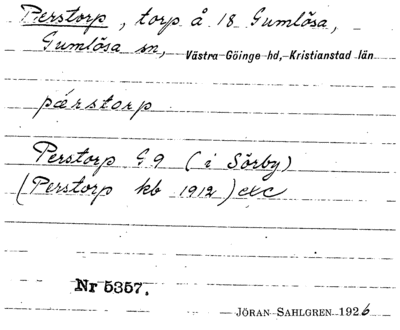 Perstorp, torp å 18 Gumlösa,
Gumlösa sn, Västra Göinge hd, Kristianstad län
pærstorp
Perstorp G.9 (i Sörby)
(Perstorp kb 1912) etc
Nr 5357.
JÖRAN SAHLGREN 1926